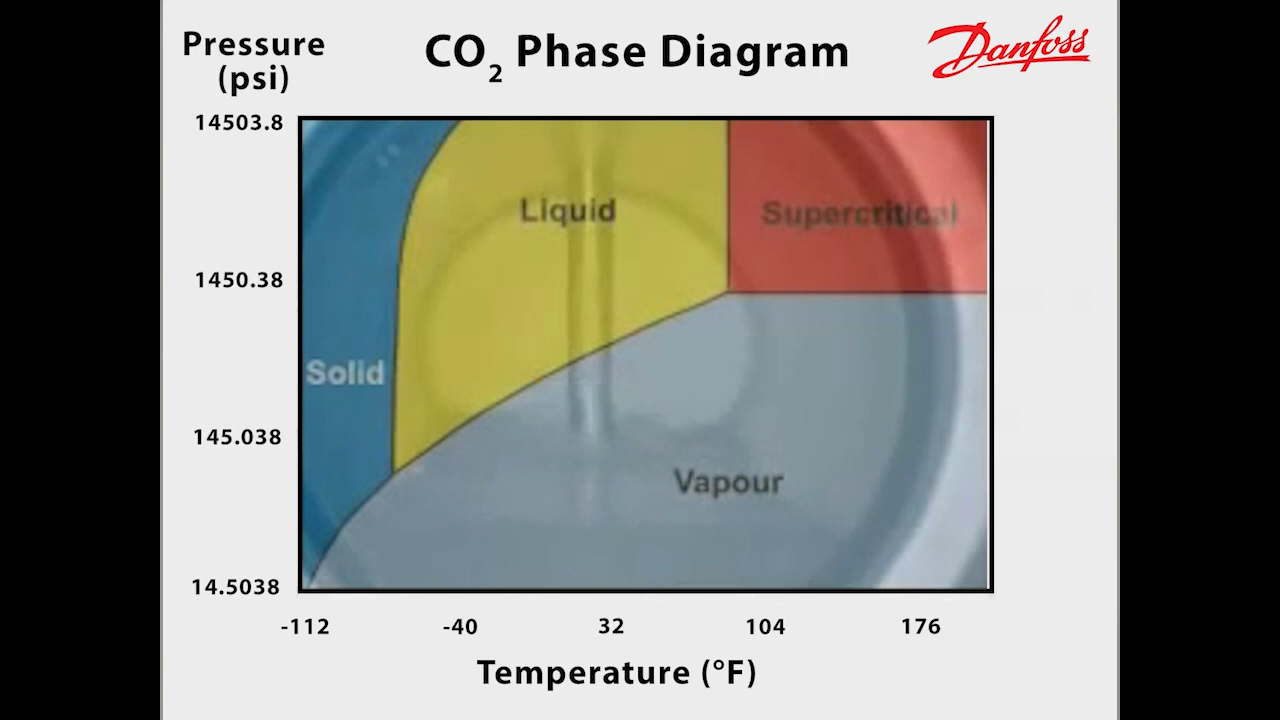 Pressure
(psi)
CO₂ Phase Diagram
Danfoss
14503.8
1450.38
145.038
14.5038
Liquid
Supercritical
Solid
Vapour
-112
-40
32
104
176
Temperature (°F)